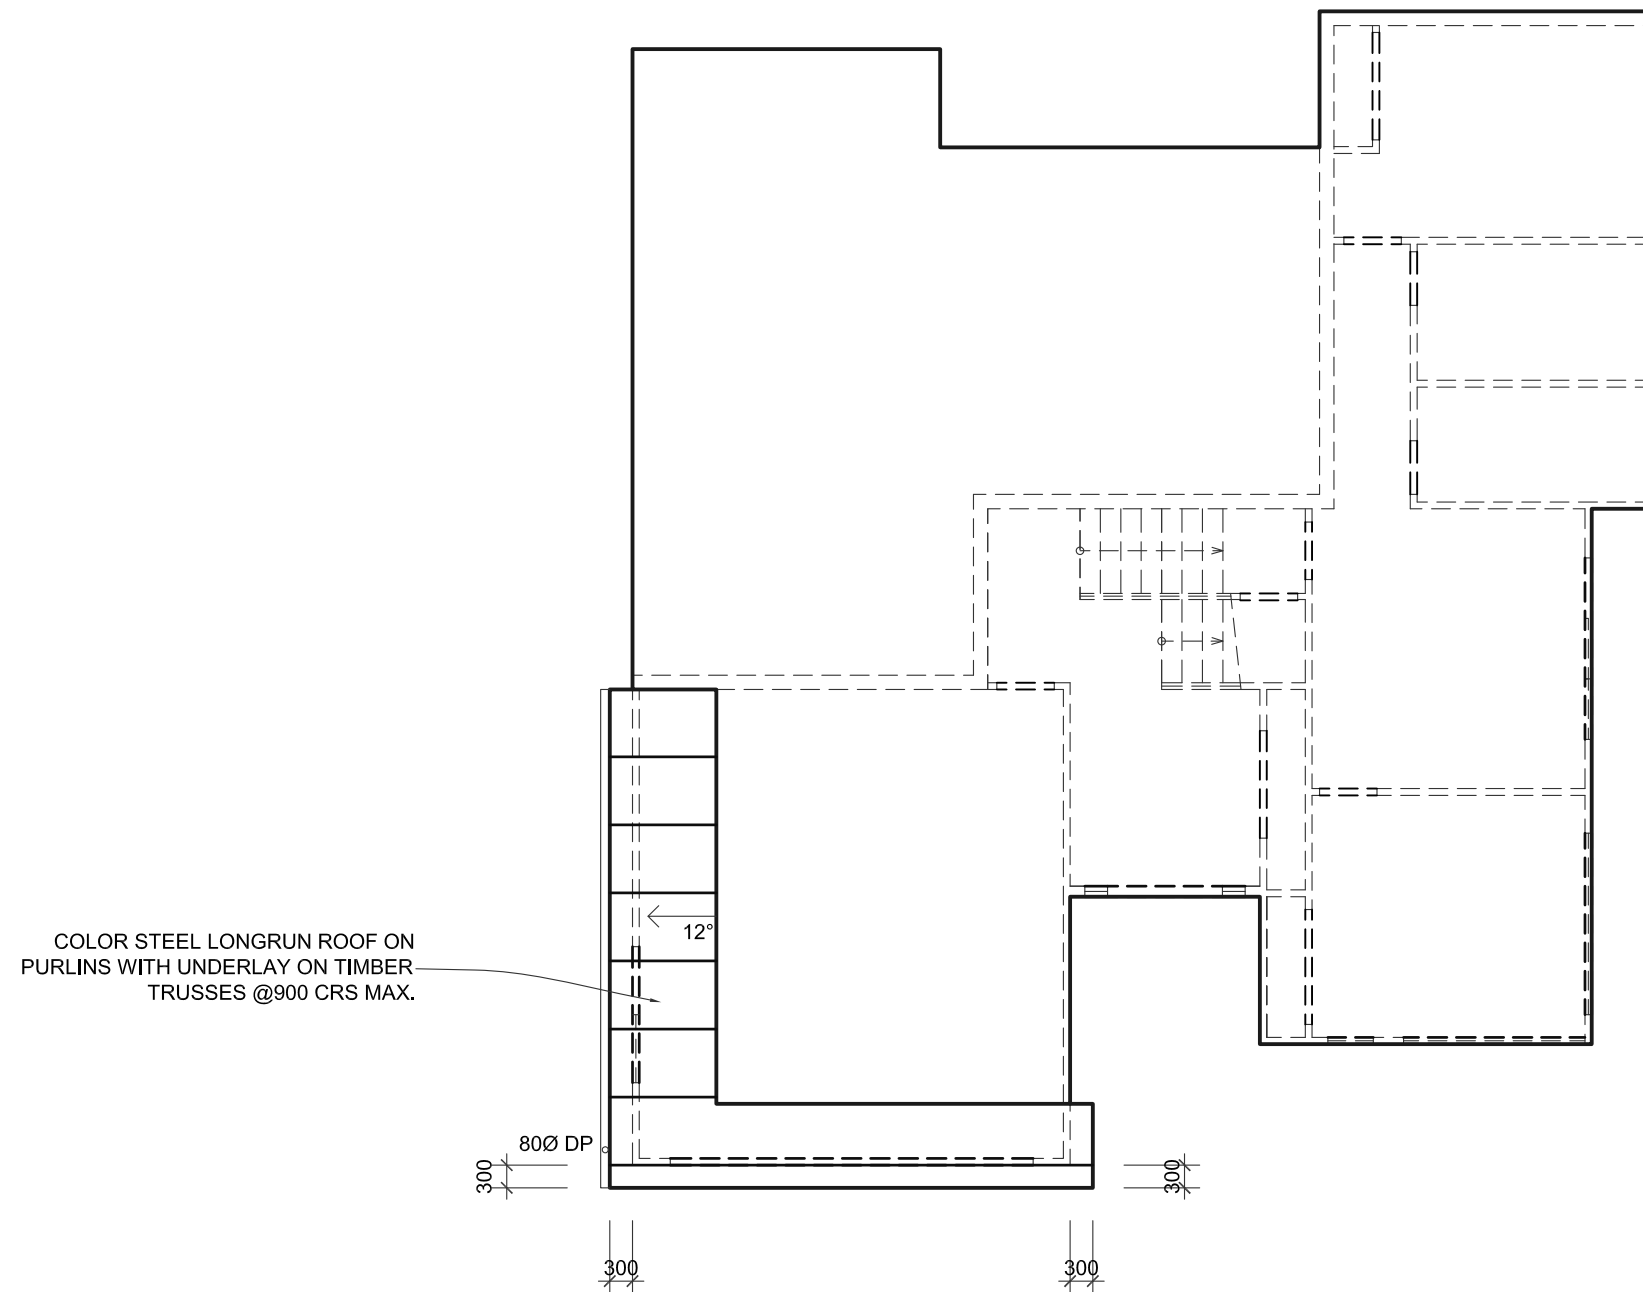 12°
COLOR STEEL LONGRUN ROOF ON
PURLINS WITH UNDERLAY ON TIMBER
TRUSSES @900 CRS MAX.
80Ø DP
300
300
300
300